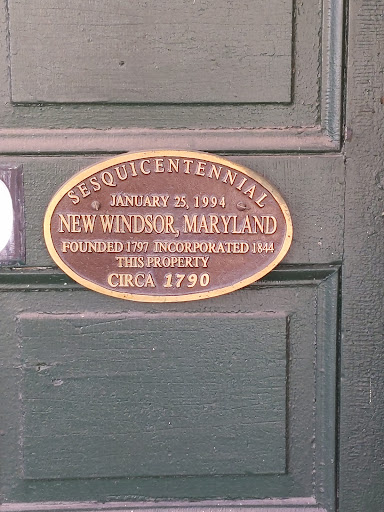 SESQUICENTENNIAL
JANUARY 25, 1994
NEW WINDSOR, MARYLAND
FOUNDED 1797 INCORPORATED 1844
THIS PROPERTY
CIRCA 1790